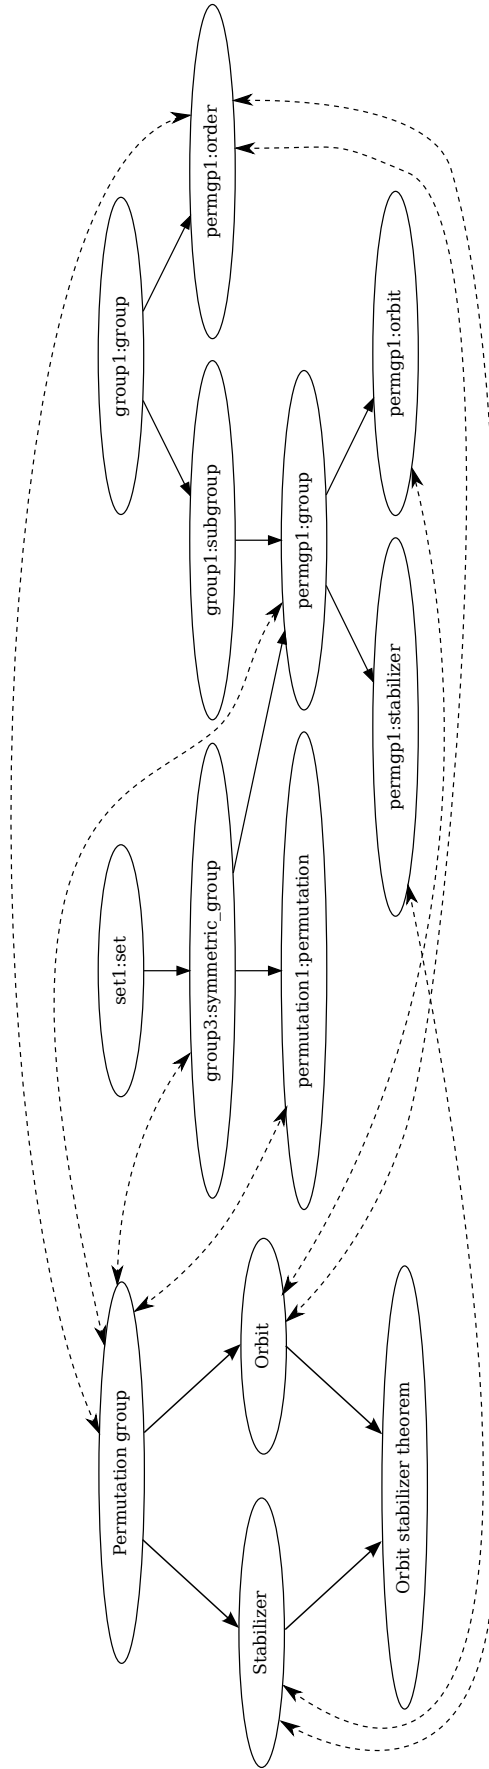 Permutation group
Stabilizer
Orbit
Orbit stabilizer theorem
set1:set
group3:symmetric_group
permutation1:permutation
group1:group
group1:subgroup
permgp1:order
permgp1:group
permgp1:stabilizer
permgp1:orbit